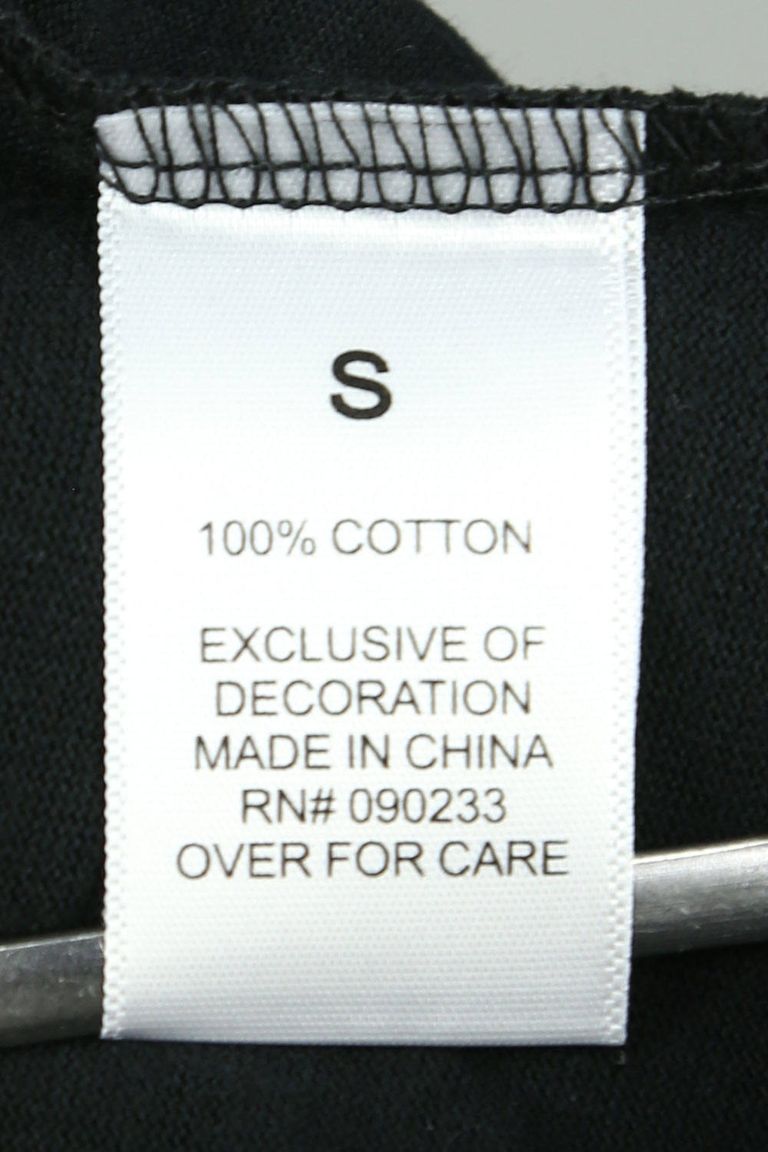 S
100% COTTON
EXCLUSIVE OF
DECORATION
MADE IN CHINA
RN# 090233
OVER FOR CARE